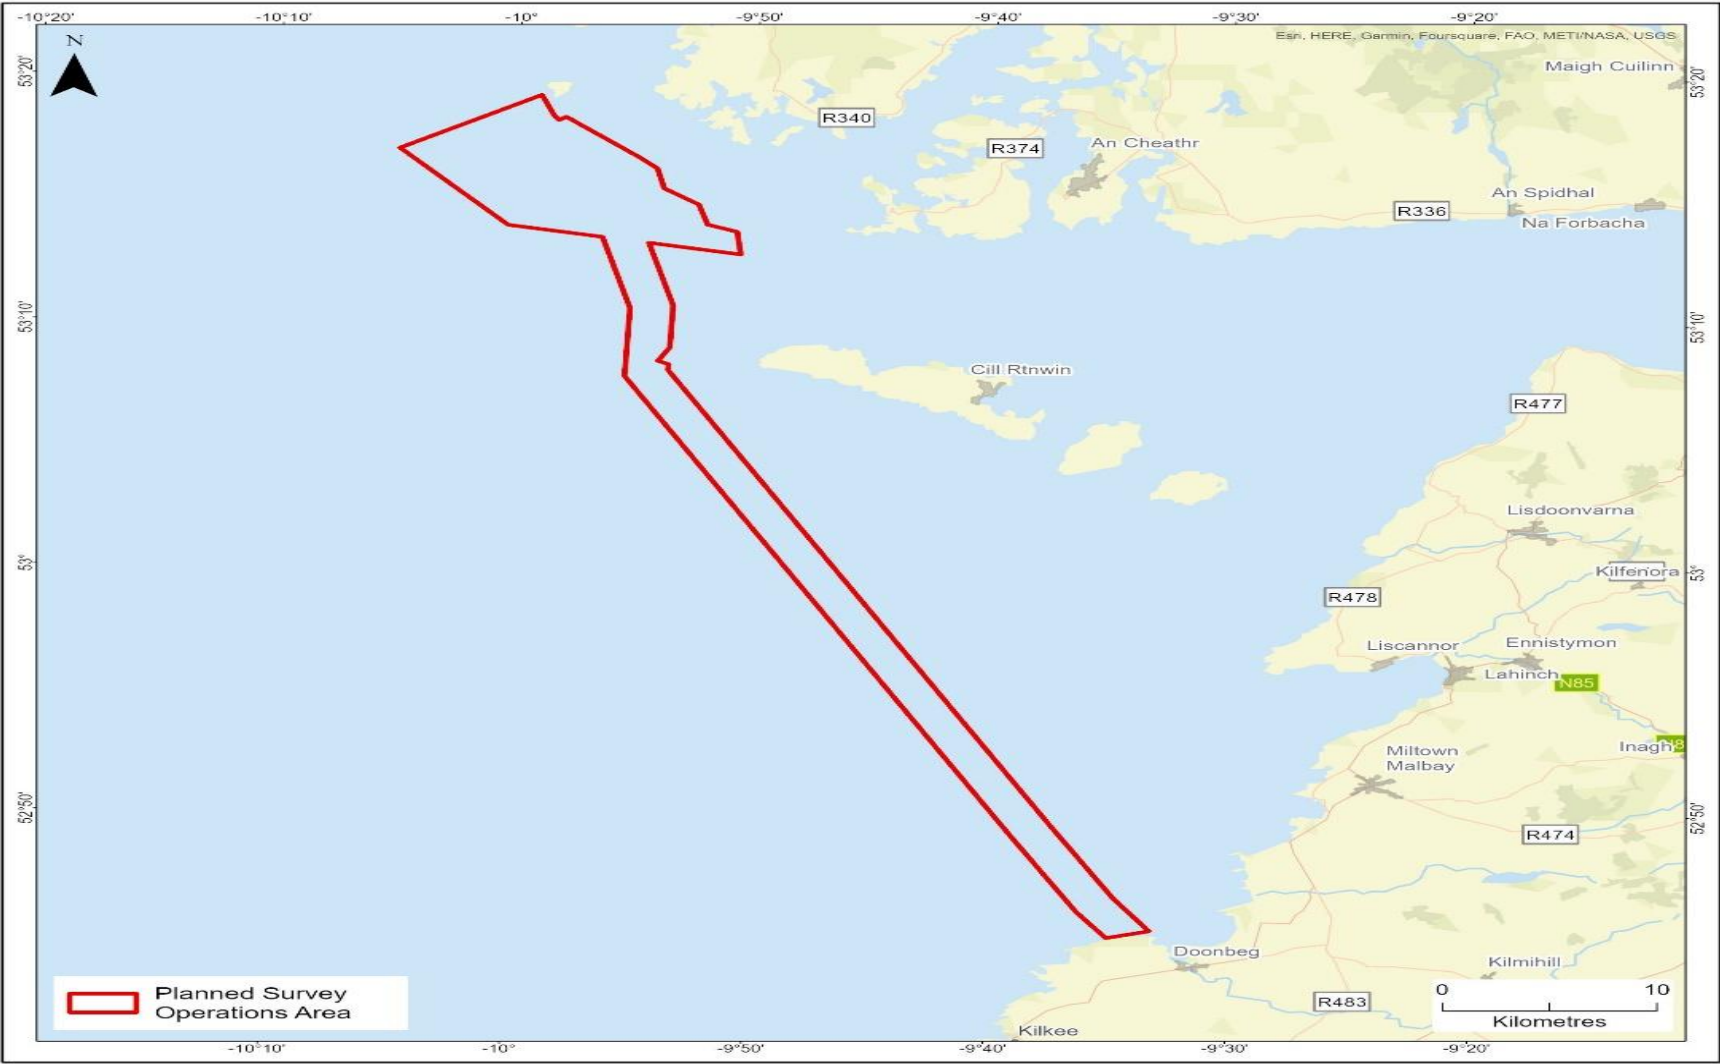 -10°20' -10°10' -10° -9°50' -9°40' -9°30' -9°20'
N
Esri, HERE, Garmin, Foursquare, FAO, METI/NASA, USGS
53°20'
Maigh Cuilinn
53°20'
R340
An Cheathr
R374
An Spidhal
R336
Na Forbacha
53°10'
53°10'
Cill Rtnwin
R477
Lisdoonvarna
53°
53°
Kilfenora
R478
Liscannor
Ennistymon
Lahinch
N85
Miltown
Malbay
Inagh
52°50'
52°50'
R474
Doonbeg
Kilmihill
R483
Kilkee
Planned Survey
Operations Area
0 10
Kilometres
-10°10' -10° -9°50' -9°40' -9°30' -9°20'